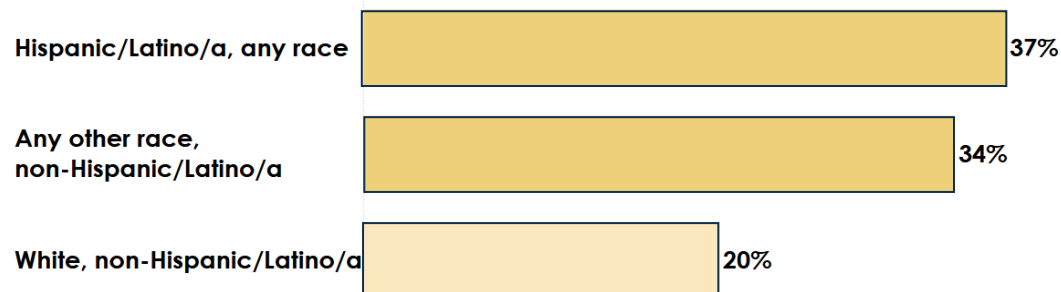 Hispanic/Latino/a, any race
37%
Any other race,
non-Hispanic/Latino/a
34%
White, non-Hispanic/Latino/a
20%